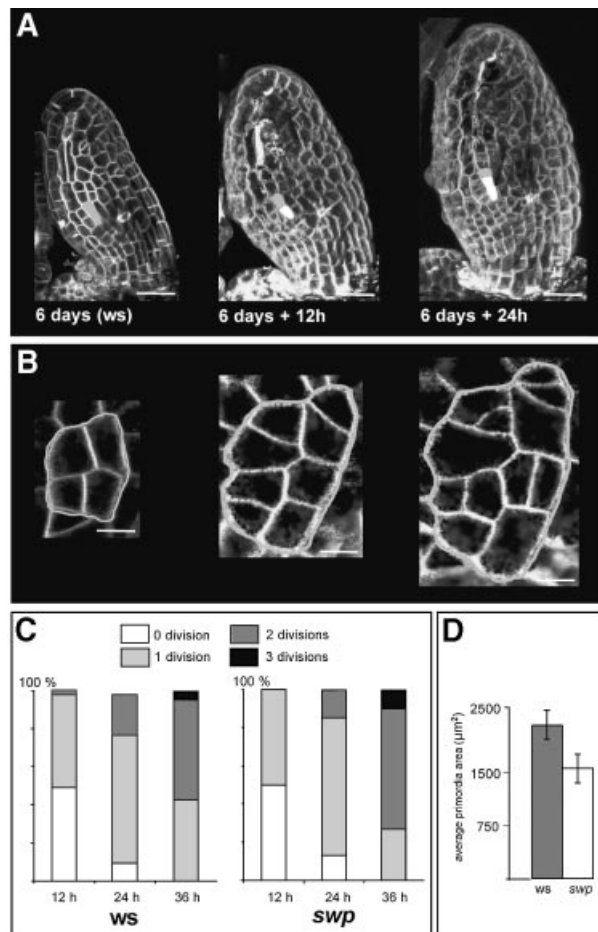 A
6 days (ws)
6 days + 12h
6 days + 24h
B
C
0 division
2 divisions
1 division
3 divisions
100 %
100 %
12 h
24 h
36 h
12 h
24 h
36 h
ws
swp
D
average primordia area (µm²)
2500
1500
750
ws
swp